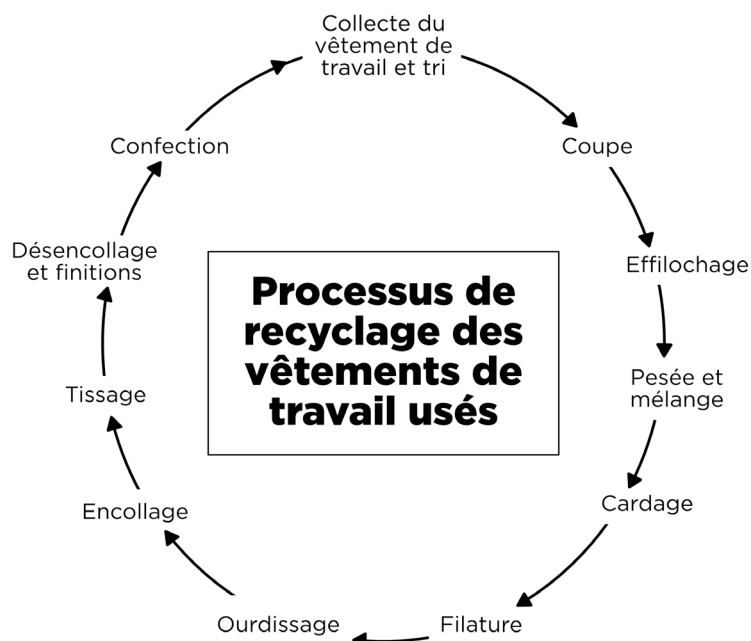 Collecte du
vêtement de
travail et tri
Coupe
Effilochage
Pesée et
mélange
Cardage
Filature
Ourdissage
Encollage
Tissage
Désencollage
et finitions
Confection
Processus de
recyclage des
vêtements de
travail usés